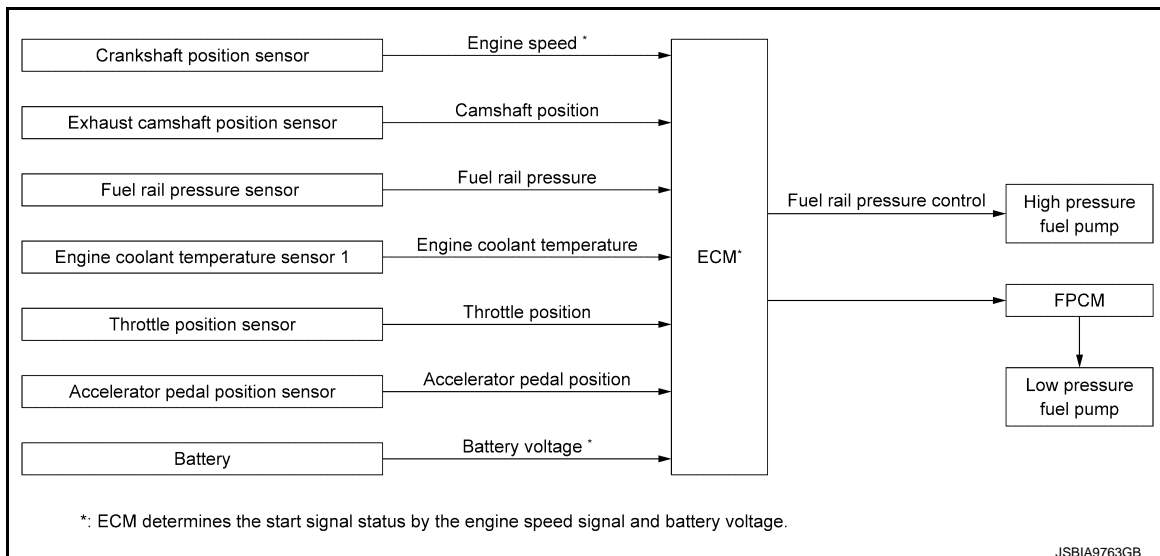 Crankshaft position sensor
Engine speed *
Exhaust camshaft position sensor
Camshaft position
Fuel rail pressure sensor
Fuel rail pressure
Engine coolant temperature sensor 1
Engine coolant temperature
Throttle position sensor
Throttle position
Accelerator pedal position sensor
Accelerator pedal position
Battery
Battery voltage *
ECM*
Fuel rail pressure control
High pressure
fuel pump
FPCM
Low pressure
fuel pump
*: ECM determines the start signal status by the engine speed signal and battery voltage.
JSBIA9763GB